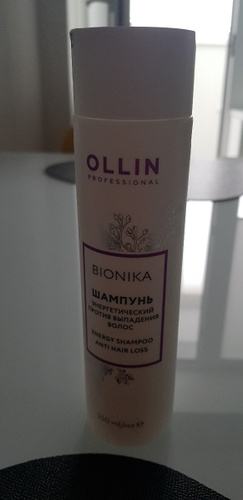 OLLIN
PROFESSIONAL
BIONIKA
ШАМПУНЬ
ЭНЕРГЕТИЧЕСКИЙ
ПРОТИВ ВЫПАДЕНИЯ
ВОЛОС
ENERGY SHAMPOO
ANTI HAIR LOSS